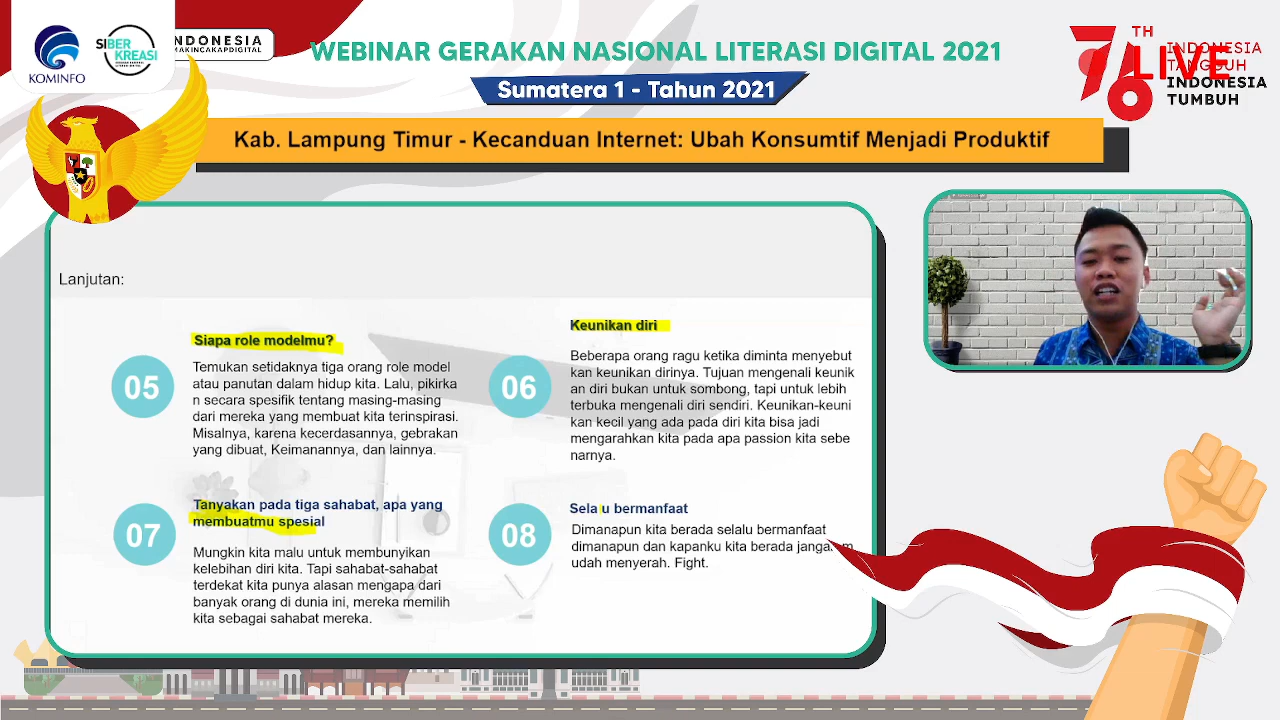 KOMINFO
SIBER
KREASI
INDONESIA
MAKINCAKAPDIGITAL
WEBINAR GERAKAN NASIONAL LITERASI DIGITAL 2021
Sumatera 1 - Tahun 2021
76
TH
INDONESIA
TANGGUH
LIVE
INDONESIA
TUMBUH
Kab. Lampung Timur - Kecanduan Internet: Ubah Konsumtif Menjadi Produktif
Lanjutan:
05
Siapa role modelmu?
Temukan setidaknya tiga orang role model
atau panutan dalam hidup kita. Lalu, pikirka
n secara spesifik tentang masing-masing
dari mereka yang membuat kita terinspirasi.
Misalnya, karena kecerdasannya, gebrakan
yang dibuat, Keimanannya, dan lainnya.
06
Keunikan diri
Beberapa orang ragu ketika diminta menyebut
kan keunikan dirinya. Tujuan mengenali keunik
an diri bukan untuk sombong, tapi untuk lebih
terbuka mengenali diri sendiri. Keunikan-keuni
kan kecil yang ada pada diri kita bisa jadi
mengarahkan kita pada apa passion kita sebe
narnya.
07
Tanyakan pada tiga sahabat, apa yang
membuatmu spesial
Mungkin kita malu untuk membunyikan
kelebihan diri kita. Tapi sahabat-sahabat
terdekat kita punya alasan mengapa dari
banyak orang di dunia ini, mereka memilih
kita sebagai sahabat mereka.
08
Selalu bermanfaat
Dimanapun kita berada selalu bermanfaat
dimanapun dan kapanku kita berada jangan m
udah menyerah. Fight.